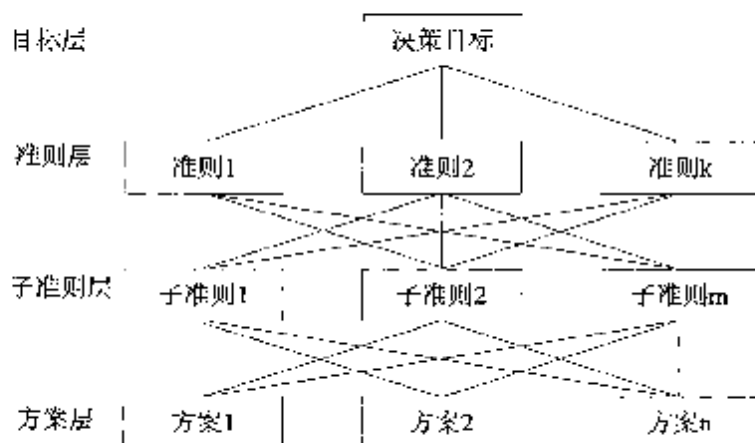 目标层
决策目标
准则层
准则1
准则2
准则k
子准则层
子准则1
子准则2
子准则m
方案层
方案1
方案2
方案n